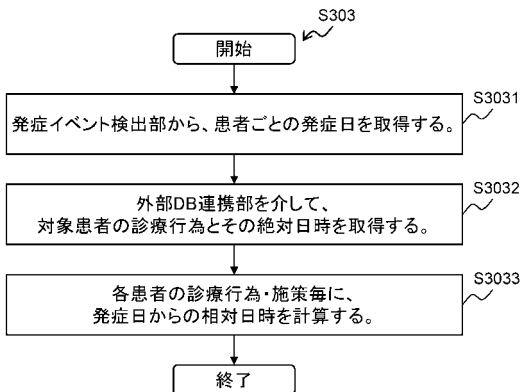 S303
開始
発症イベント検出部から、患者ごとの発症日を取得する。
S3031
外部DB連携部を介して、
対象患者の診療行為とその絶対日時を取得する。
S3032
各患者の診療行為・施策毎に、
発症日からの相対日時を計算する。
S3033
終了